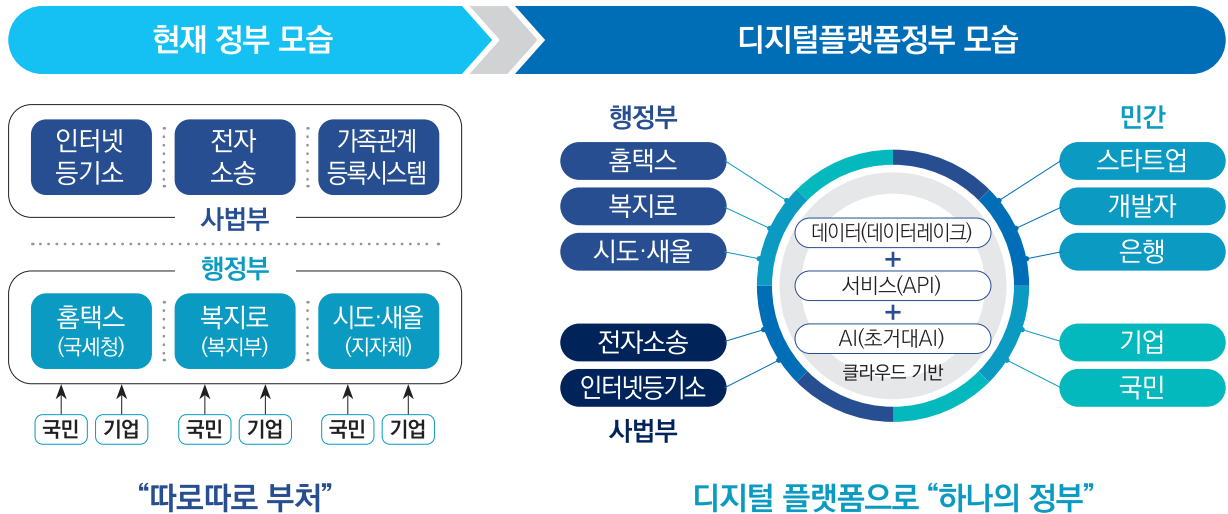 현재 정부 모습
인터넷
등기소
전자
소송
가족관계
등록시스템
사법부
행정부
홈택스
(국세청)
복지로
(복지부)
시도·새올
(지자체)
국민
기업
국민
기업
국민
기업
“따로따로 부처”
디지털플랫폼정부 모습
행정부
홈택스
복지로
시도·새올
전자소송
인터넷등기소
사법부
데이터(데이터레이크)
+
서비스(API)
+
AI(초거대AI)
클라우드 기반
민간
스타트업
개발자
은행
기업
국민
디지털 플랫폼으로 “하나의 정부”